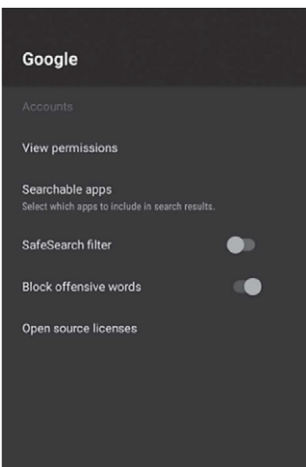 Google
Accounts
View permissions
Searchable apps
Select which apps to include in search results.
SafeSearch filter
Block offensive words
Open source licenses